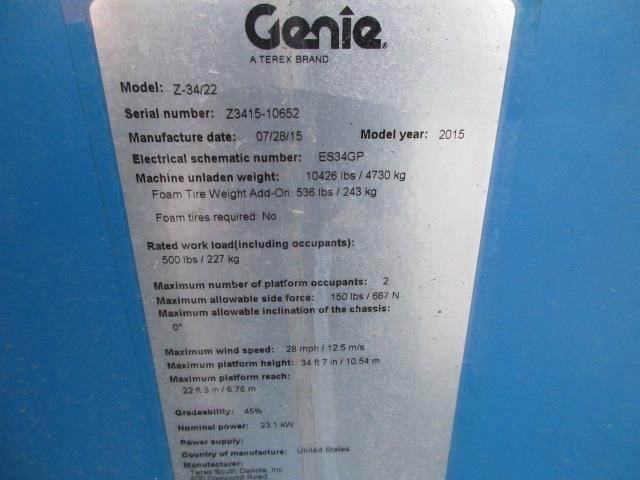 Genie
A TEREX BRAND
Model: Z-34/22
Serial number: Z3415-10652
Manufacture date: 07/28/15 Model year: 2015
Electrical schematic number: ES34GP
Machine unladen weight: 10426 lbs / 4730 kg
Foam Tire Weight Add-On: 536 lbs / 243 kg
Foam tires required: No
Rated work load(including occupants):
500 lbs / 227 kg
Maximum number of platform occupants: 2
Maximum allowable side force: 150 lbs / 667 N
Maximum allowable inclination of the chassis:
0°
Maximum wind speed: 28 mph / 12.5 m/s
Maximum platform height: 34 ft 7 in / 10.54 m
Maximum platform reach:
22 ft 3 in / 6.78 m
Gradeability: 45%
Nominal power: 23.1 kW
Power supply:
Country of manufacture: United States
Manufacturer:
Terex South Dakota, Inc